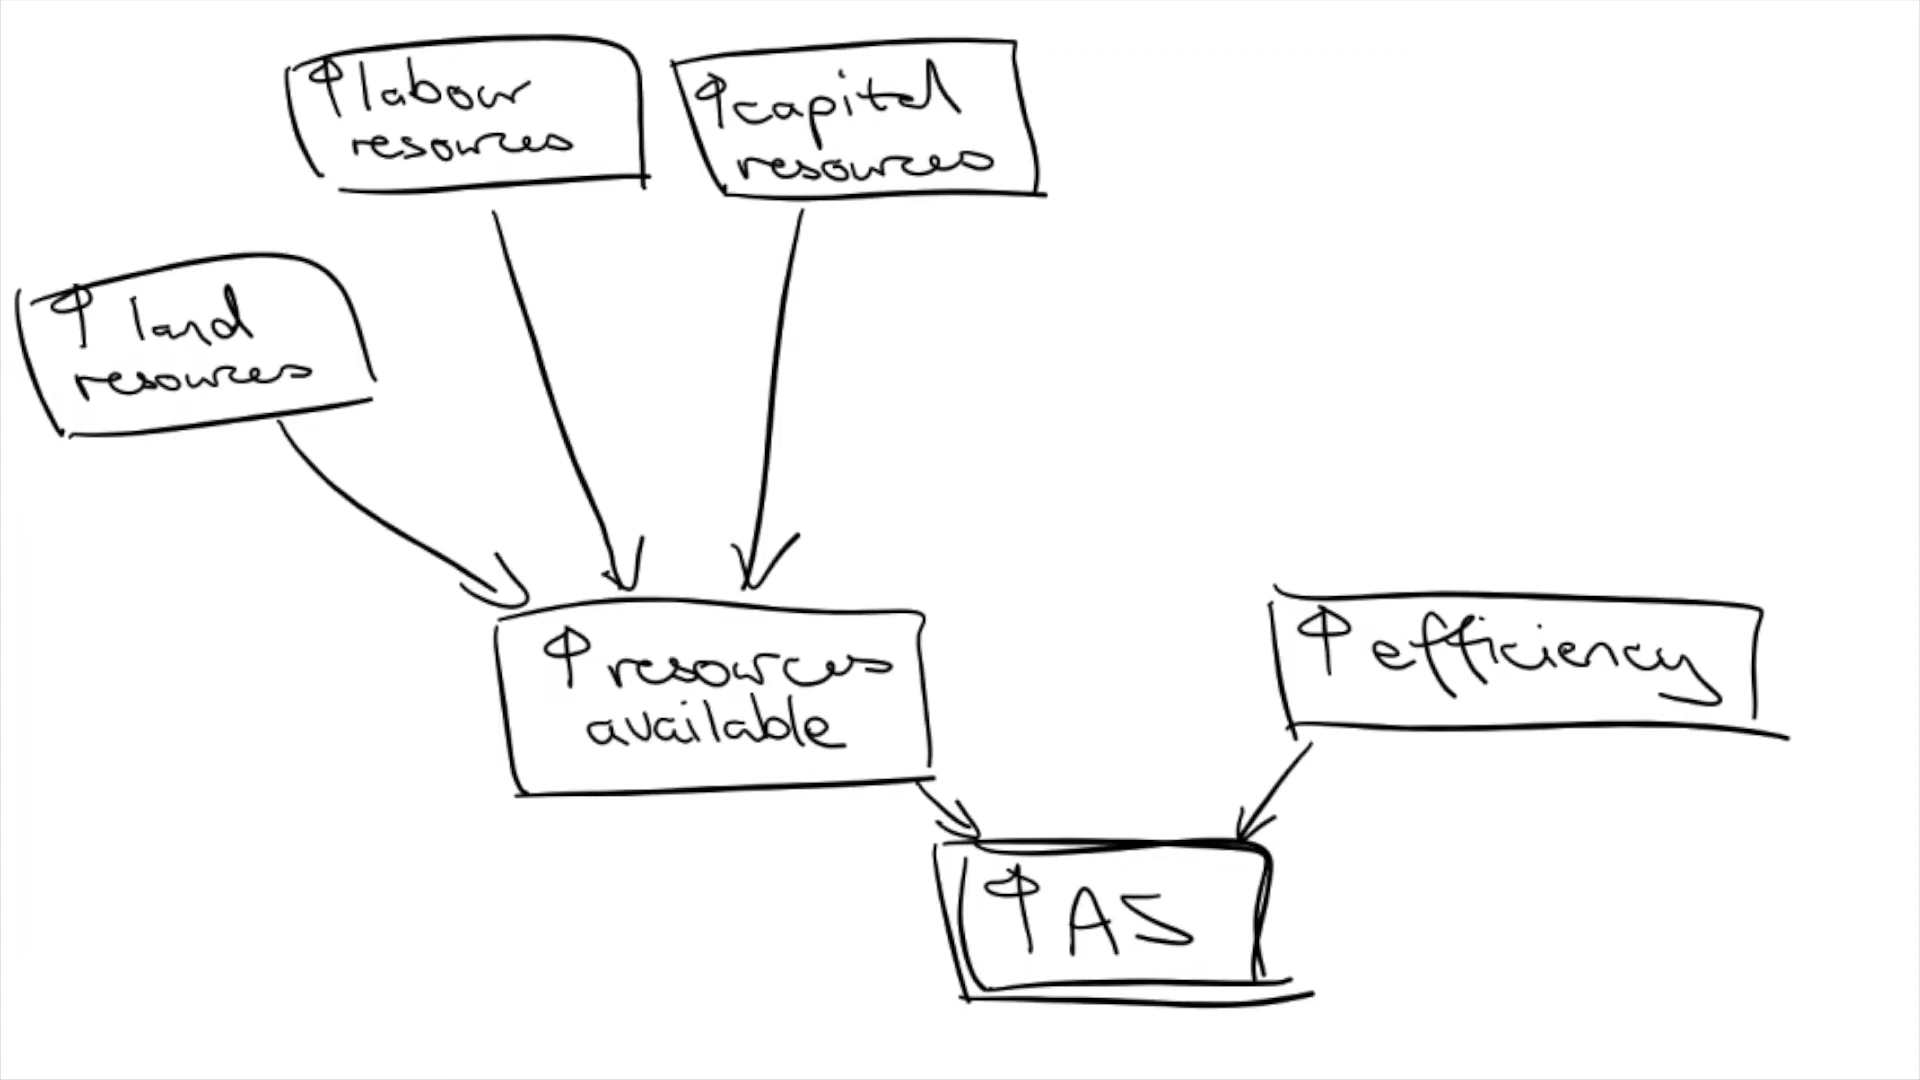 ↑ labour
resources
↑ capital
resources
↑ land
resources
↑ resources
available
↑ efficiency
↑ AS